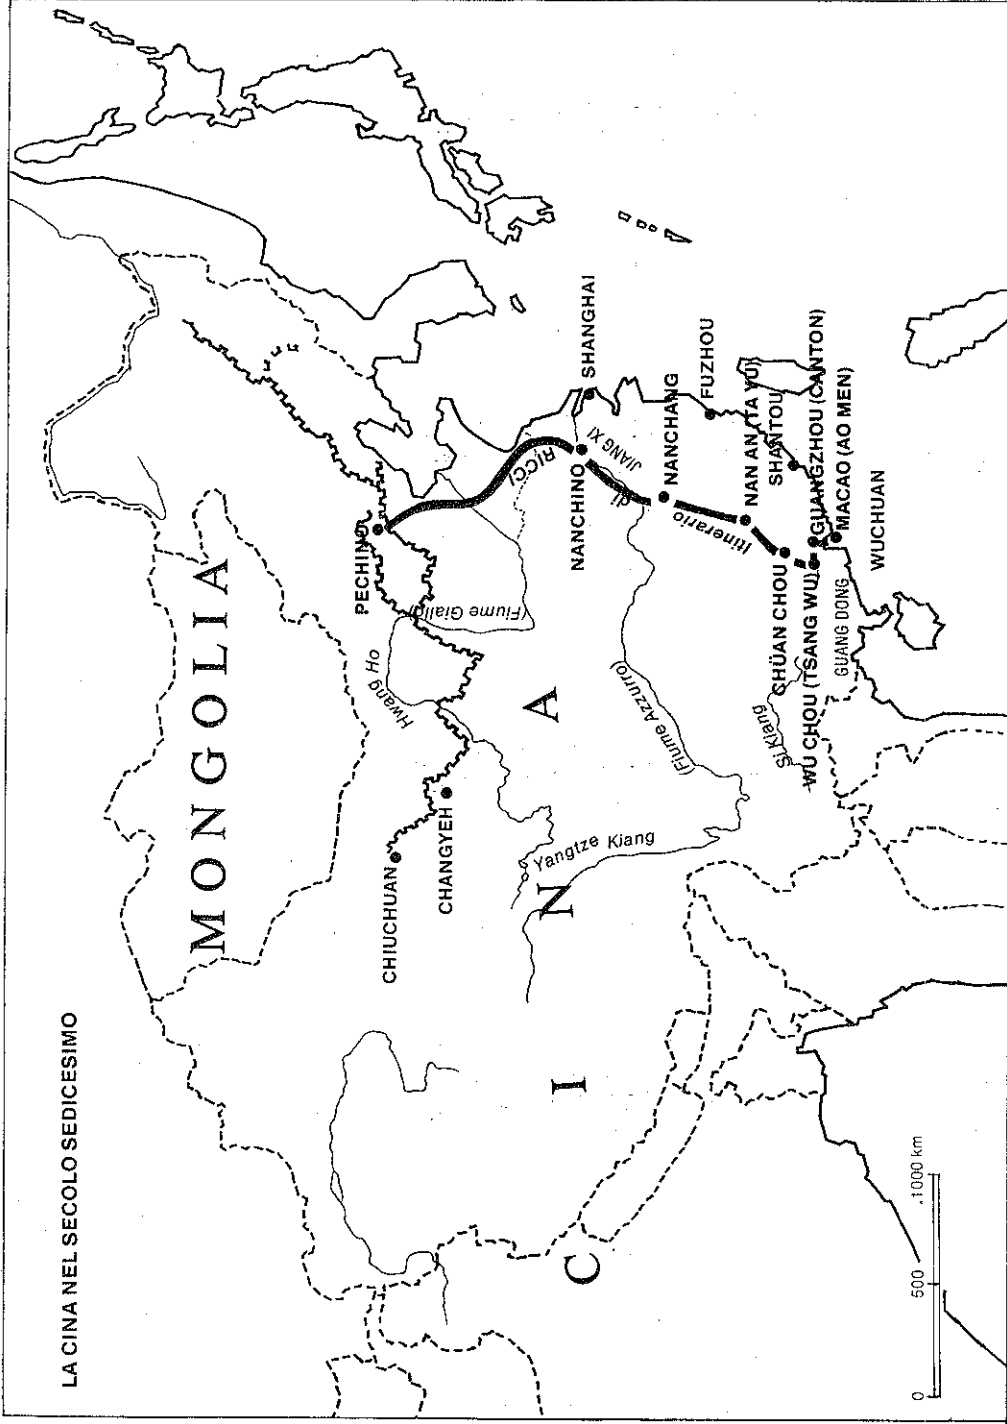 LA CINA NEL SECOLO SEDICESIMO
MONGOLIA
CINA
PECHINO
CHIUCHUAN
CHANGYEH
Hwang Ho
(Fiume Giallo)
Yangtze Kiang
(Fiume Azzurro)
Si Kiang
Itinerario di RICCI
NANCHINO
JIANG XI
SHANGHAI
NANCHANG
FUZHOU
NAN AN (TA YU)
SHANTOU
CHÜAN CHOU
GUANGZHOU (CANTON)
WU CHOU (TSANG WU)
MACAO (AO MEN)
GUANG DONG
WUCHUAN
0 500 1000 km